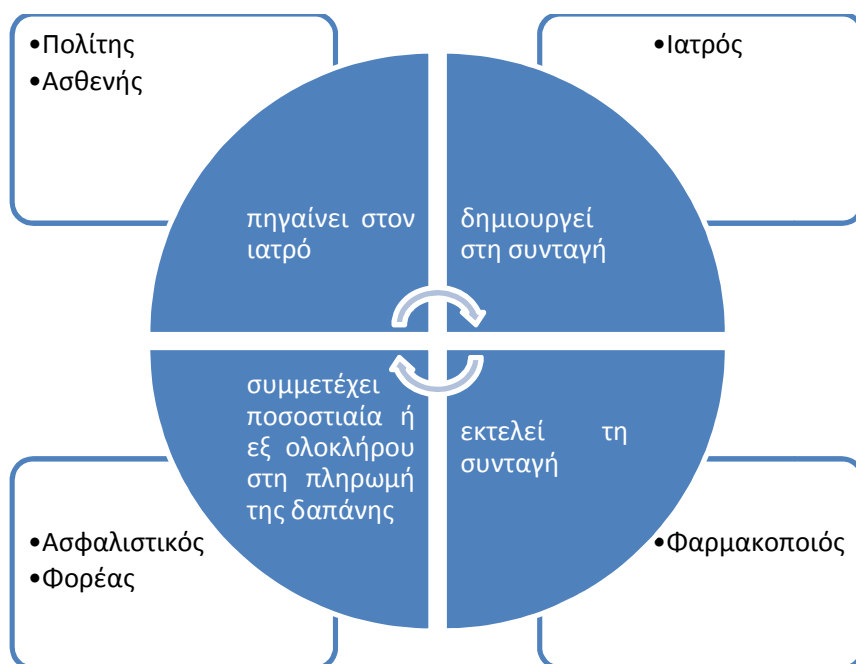 •Πολίτης
•Ασθενής
•Ιατρός
πηγαίνει στον
ιατρό
δημιουργεί
στη συνταγή
συμμετέχει
ποσοστιαία ή
εξ ολοκλήρου
στη πληρωμή
της δαπάνης
εκτελεί τη
συνταγή
•Ασφαλιστικός
•Φορέας
•Φαρμακοποιός